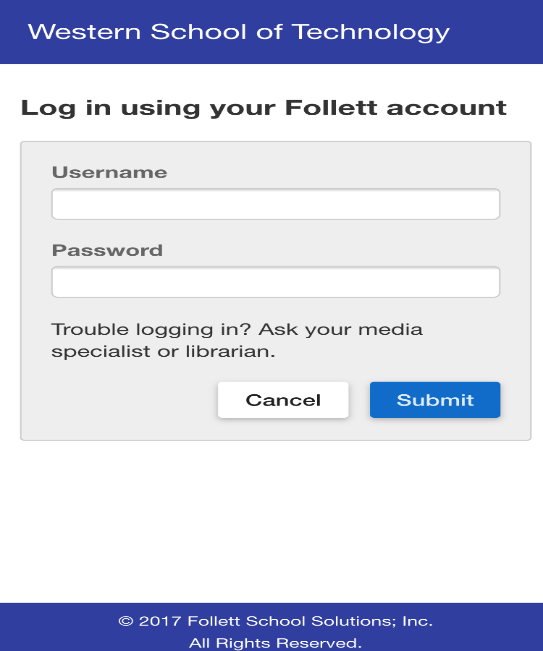 Western School of Technology
Log in using your Follett account
Username
Password
Trouble logging in? Ask your media
specialist or librarian.
Cancel
Submit
© 2017 Follett School Solutions; Inc.
All Rights Reserved.